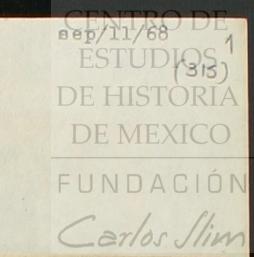 CENTRO DE
sep/11/68
1
ESTUDIOS
(315)
DE HISTORIA
DE MEXICO
FUNDACIÓN
Carlos Slim